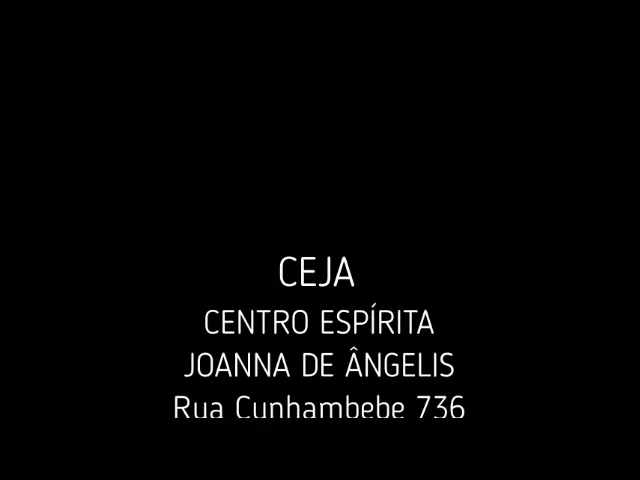 CEJA
CENTRO ESPÍRITA
JOANNA DE ÂNGELIS
Rua Cunhambebe 736